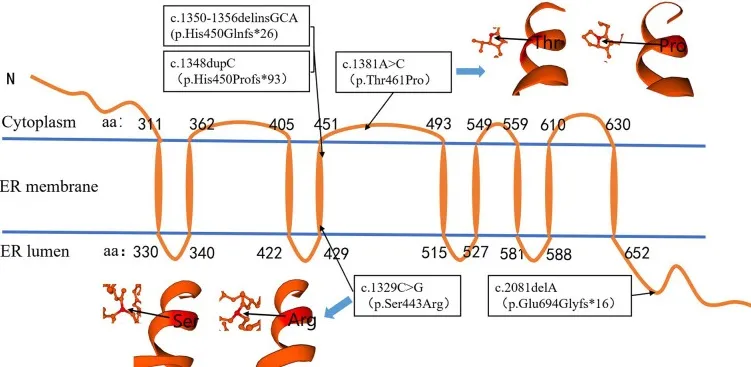 c.1350-1356delinsGCA
(p.His450Glnfs*26)
c.1348dupC
（p.His450Profs*93）
c.1381A>C
（p.Thr461Pro）
Thr
Pro
N
Cytoplasm aa: 311 362 405 451 493 549 559 610 630
ER membrane
ER lumen aa: 330 340 422 429 515 527 581 588 652
c.1329C>G
（p.Ser443Arg）
c.2081delA
（p.Glu694Glyfs*16）
Ser
Arg